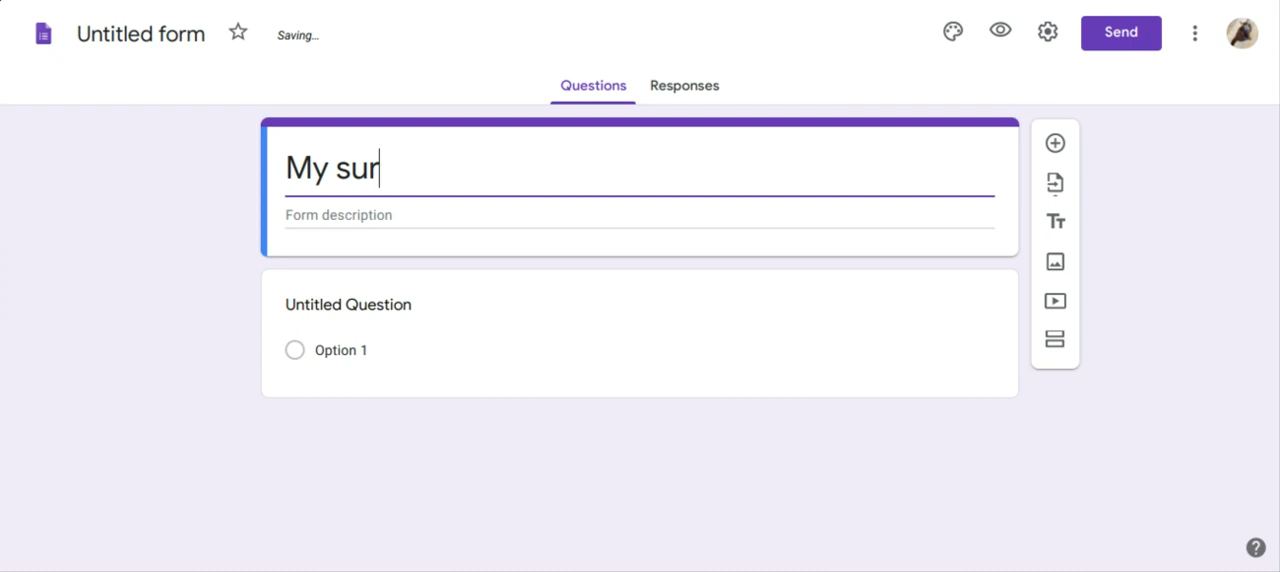 Untitled form
Saving...
Send
Questions
Responses
My sur
Form description
Untitled Question
Option 1